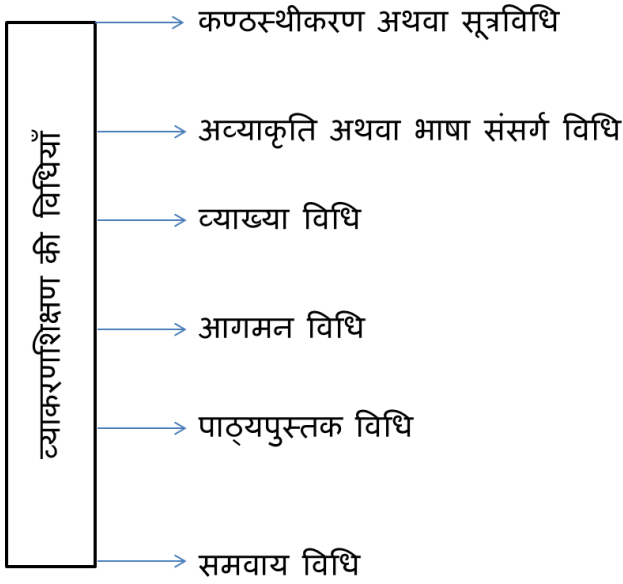 व्याकरणशिक्षण की विधियाँ
कण्ठस्थीकरण अथवा सूत्रविधि
अव्याकृति अथवा भाषा संसर्ग विधि
व्याख्या विधि
आगमन विधि
पाठ्यपुस्तक विधि
समवाय विधि